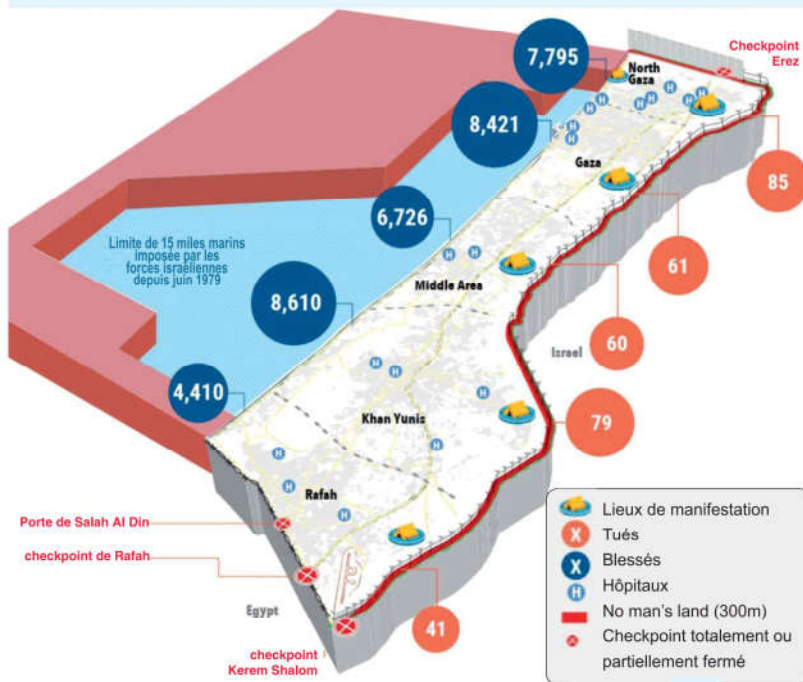 7,795
North
Gaza
Checkpoint
Erez
8,421
Gaza
85
6,726
Limite de 15 miles marins
imposée par les
forces israéliennes
depuis juin 1979
61
Middle Area
8,610
Israel
60
4,410
Khan Yunis
79
Rafah
Porte de Salah Al Din
checkpoint de Rafah
Egypt
41
checkpoint
Kerem Shalom
Lieux de manifestation
X Tués
X Blessés
H Hôpitaux
No man's land (300m)
Checkpoint totalement ou
partiellement fermé